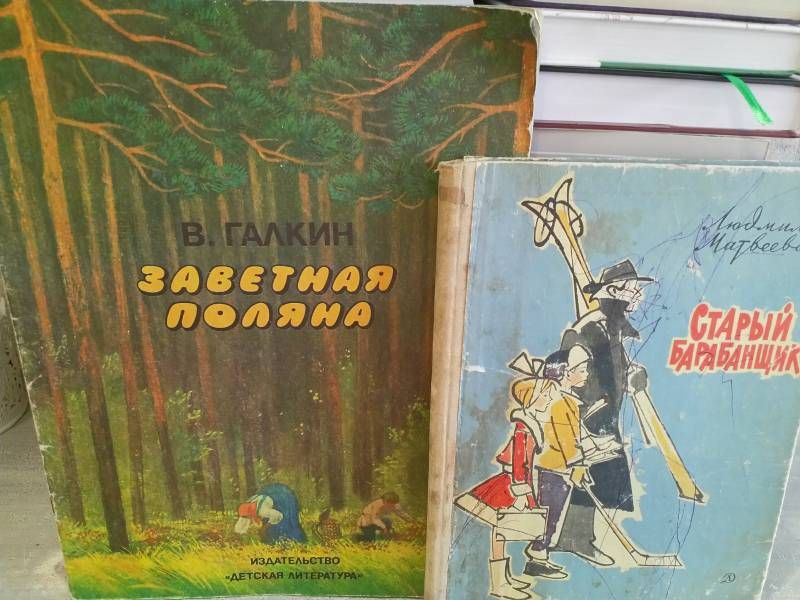 В. ГАЛКИН
ЗАВЕТНАЯ
ПОЛЯНА
ИЗДАТЕЛЬСТВО
«ДЕТСКАЯ ЛИТЕРАТУРА»
Людмила
Матвеева
СТАРЫЙ
БАРАБАНЩИК